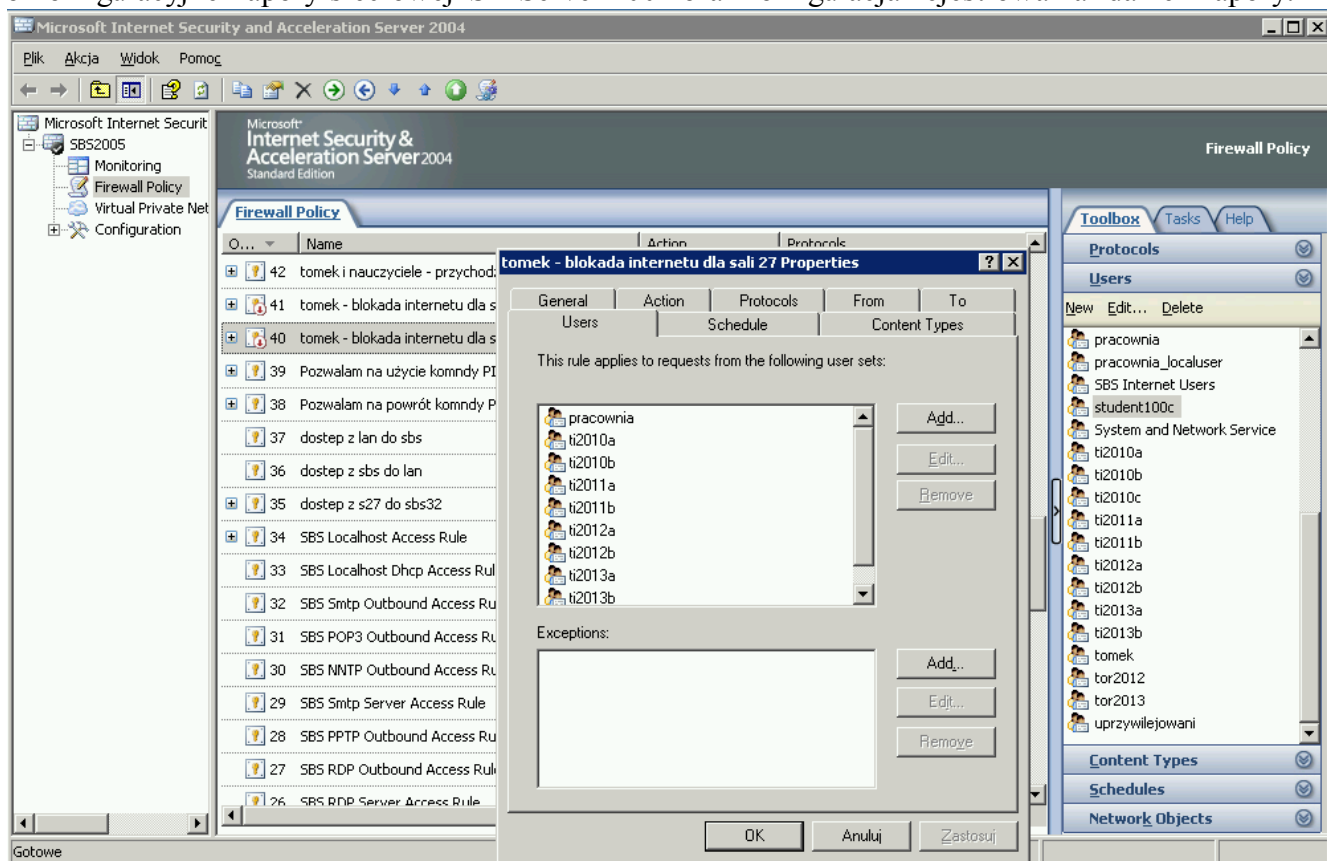 Microsoft Internet Security and Acceleration Server 2004
Plik Akcja Widok Pomoc
Microsoft Internet Securit
SBS2005
Monitoring
Firewall Policy
Virtual Private Net
Configuration
Microsoft
Internet Security &
Acceleration Server 2004
Standard Edition
Firewall Policy
Firewall Policy
O... Name Action Protocols
42 tomek i nauczyciele - przychod
41 tomek - blokada internetu dla s
40 tomek - blokada internetu dla s
39 Pozwalam na użycie komndy PI
38 Pozwalam na powrót komndy P
37 dostep z lan do sbs
36 dostep z sbs do lan
35 dostep z s27 do sbs32
34 SBS Localhost Access Rule
33 SBS Localhost Dhcp Access Rul
32 SBS Smtp Outbound Access Ru
31 SBS POP3 Outbound Access Ru
30 SBS NNTP Outbound Access Ru
29 SBS Smtp Server Access Rule
28 SBS PPTP Outbound Access Ru
27 SBS RDP Outbound Access Rul
26 SBS RDP Server Access Rule
tomek - blokada internetu dla sali 27 Properties
General Action Protocols From To
Users Schedule Content Types
This rule applies to requests from the following user sets:
pracownia
ti2010a
ti2010b
ti2011a
ti2011b
ti2012a
ti2012b
ti2013a
ti2013b
Add...
Edit...
Remove
Exceptions:
Add...
Edit...
Remove
OK Anuluj Zastosuj
Toolbox Tasks Help
Protocols
Users
New Edit... Delete
pracownia
pracownia_localuser
SBS Internet Users
student100c
System and Network Service
ti2010a
ti2010b
ti2010c
ti2011a
ti2011b
ti2012a
ti2012b
ti2013a
ti2013b
tomek
tor2012
tor2013
uprzywilejowani
Content Types
Schedules
Network Objects
Gotowe